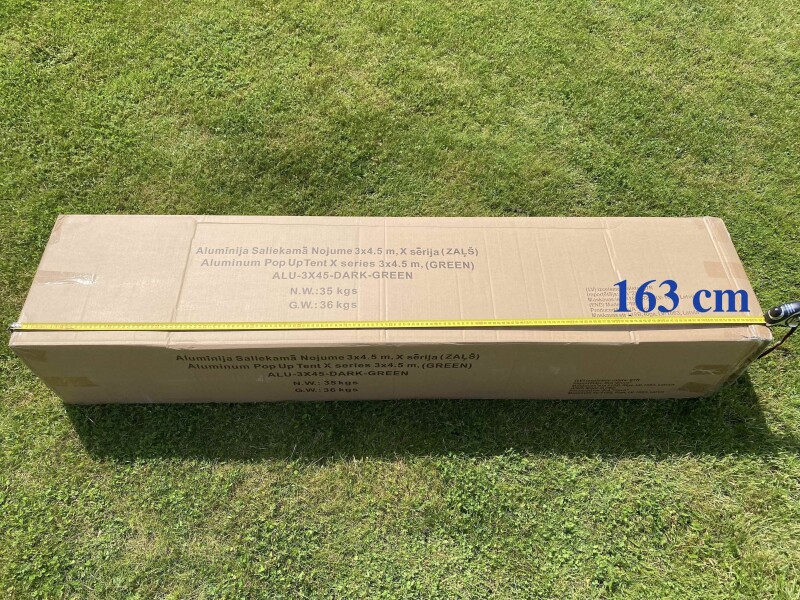 Alumīnija Saliekamā Nojume 3x4.5 m, X sērija (ZAĻŠ)
Aluminum Pop Up Tent X series 3x4.5 m. (GREEN)
ALU-3X45-DARK-GREEN
N.W.: 35 kgs
G.W.: 36 kgs
163 cm
Alumīnija Saliekamā Nojume 3x4.5 m, X sērija (ZAĻŠ)
Aluminum Pop Up Tent X series 3x4.5 m. (GREEN)
ALU-3X45-DARK-GREEN
N.W.: 35 kgs
G.W.: 36 kgs